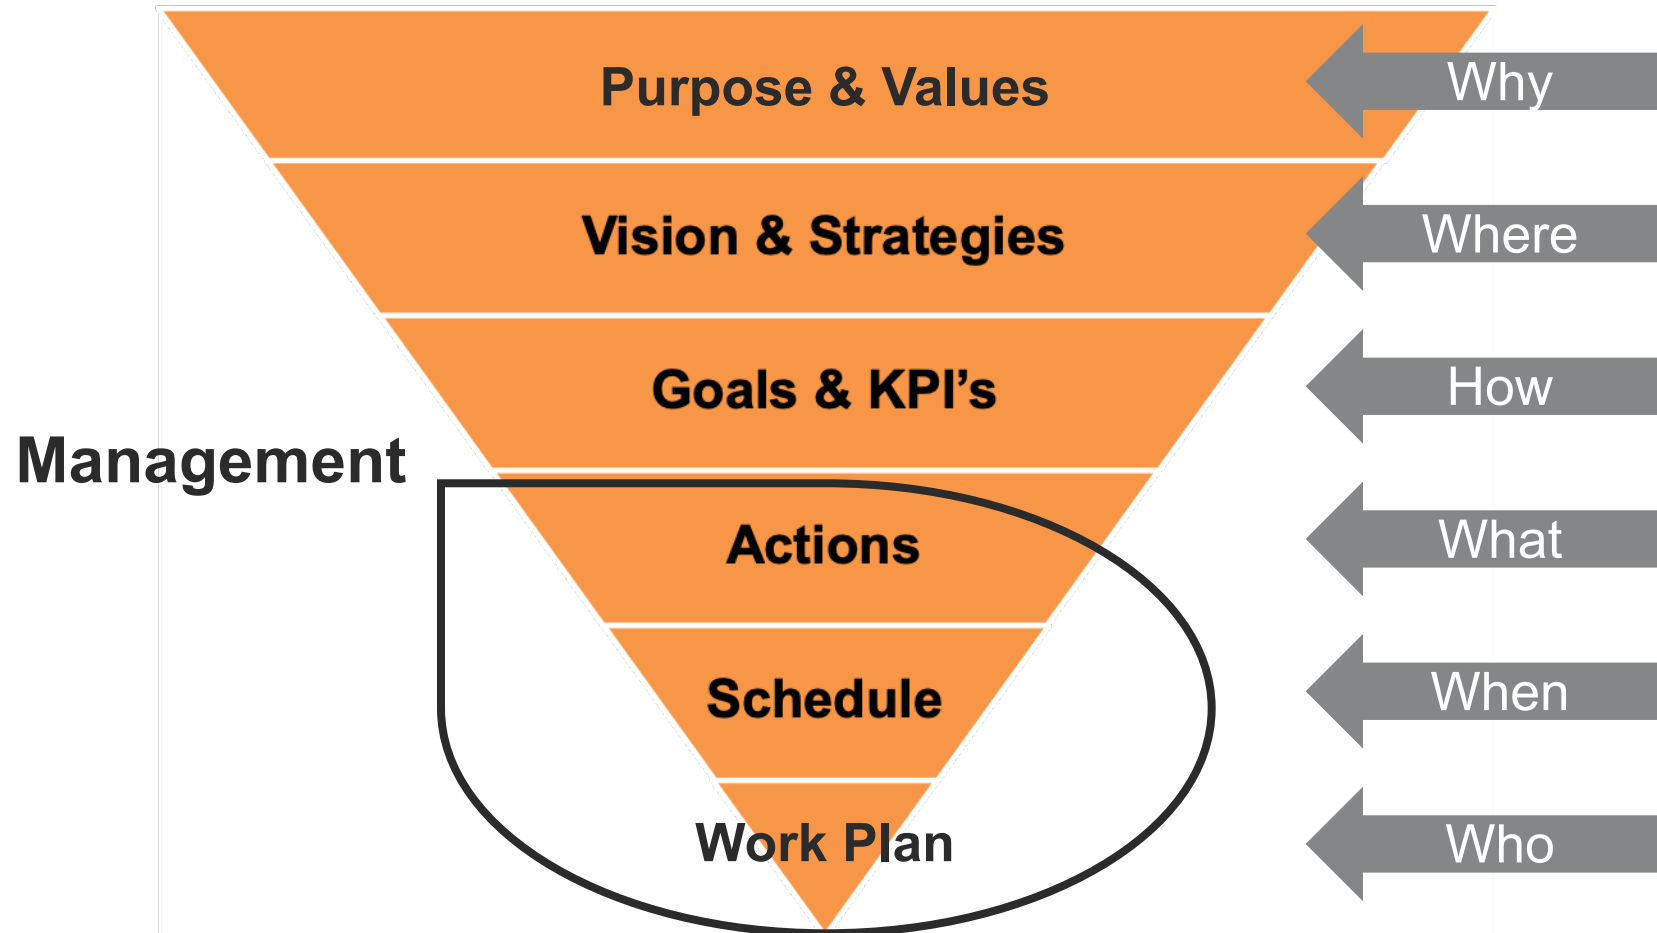 Purpose & Values
Why
Vision & Strategies
Where
Goals & KPI’s
How
Management
Actions
What
Schedule
When
Work Plan
Who